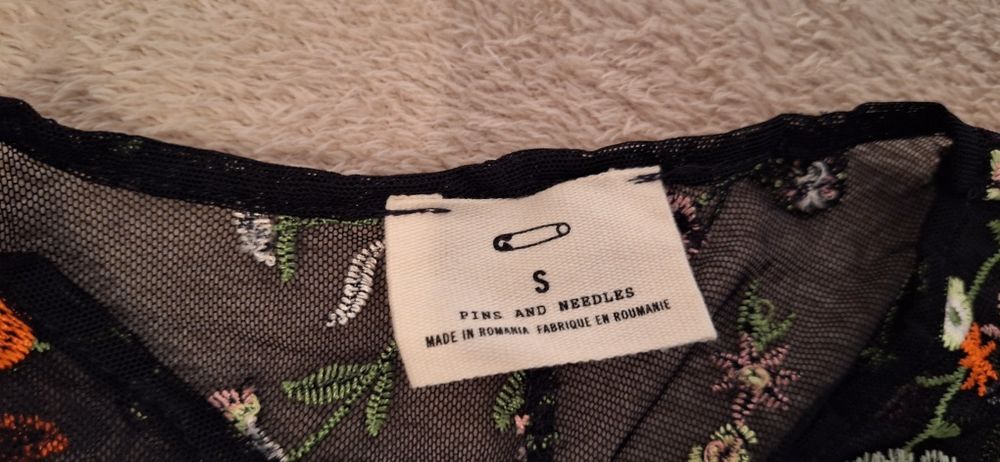 S
PINS AND NEEDLES
MADE IN ROMANIA FABRIQUE EN ROUMANIE